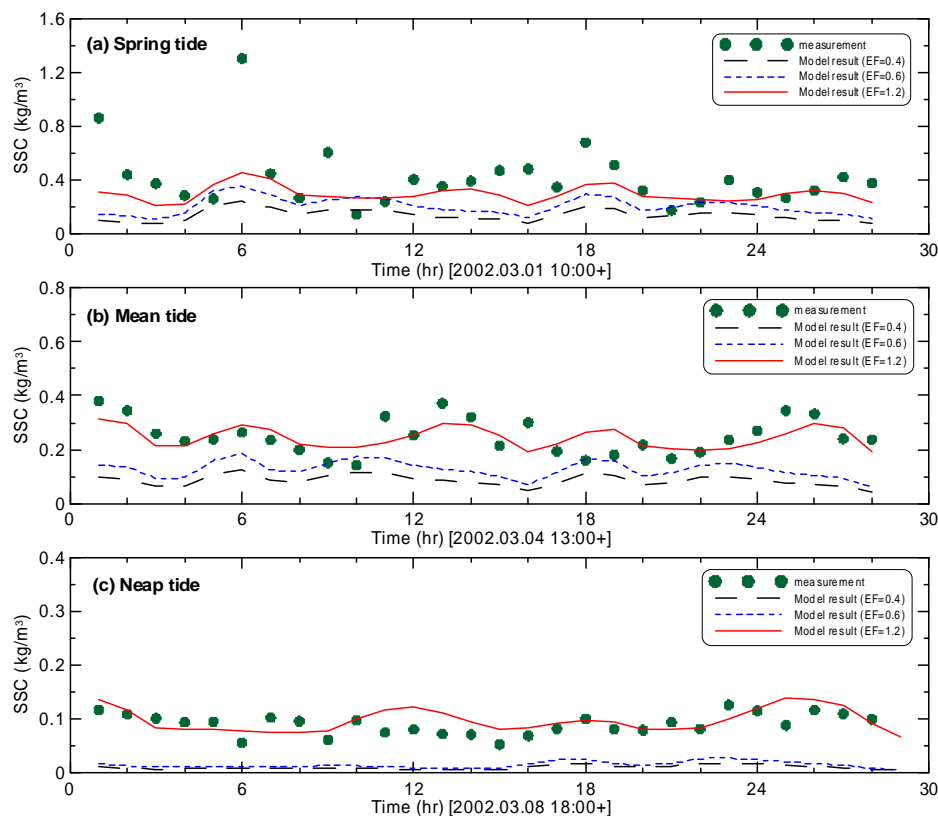 1.6
(a) Spring tide
measurement
Model result (EF=0.4)
Model result (EF=0.6)
Model result (EF=1.2)
1.2
SSC (kg/m³)
0.8
0.4
0
0 6 12 18 24 30
Time (hr) [2002.03.01 10:00+]
0.8
(b) Mean tide
measurement
Model result (EF=0.4)
Model result (EF=0.6)
Model result (EF=1.2)
0.6
SSC (kg/m³)
0.4
0.2
0
0 6 12 18 24 30
Time (hr) [2002.03.04 13:00+]
0.4
(c) Neap tide
measurement
Model result (EF=0.4)
Model result (EF=0.6)
Model result (EF=1.2)
0.3
SSC (kg/m³)
0.2
0.1
0
0 6 12 18 24 30
Time (hr) [2002.03.08 18:00+]